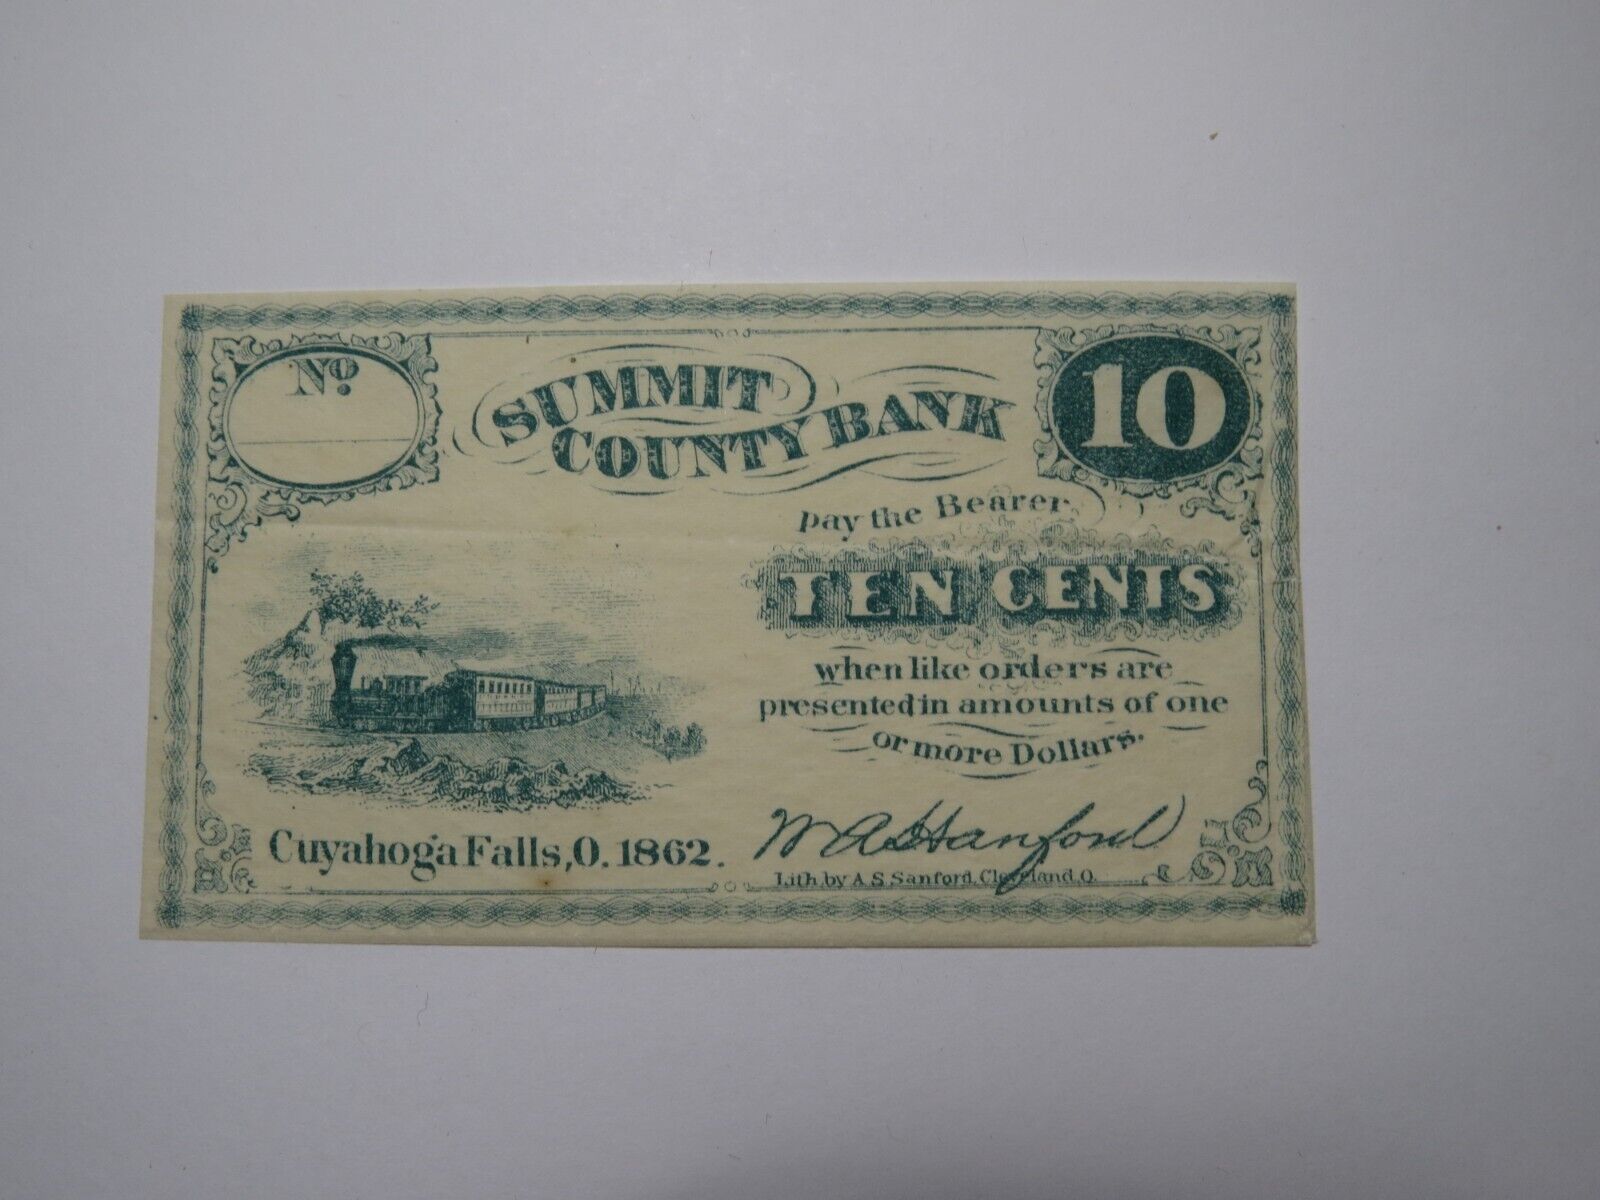 No.
SUMMIT
COUNTY BANK
10
pay the Bearer
TEN CENTS
when like orders are
presented in amounts of one
or more Dollars.
Cuyahoga Falls, O. 1862.
W A Hanford
Lith. by A.S. Sanford, Cleveland, O.